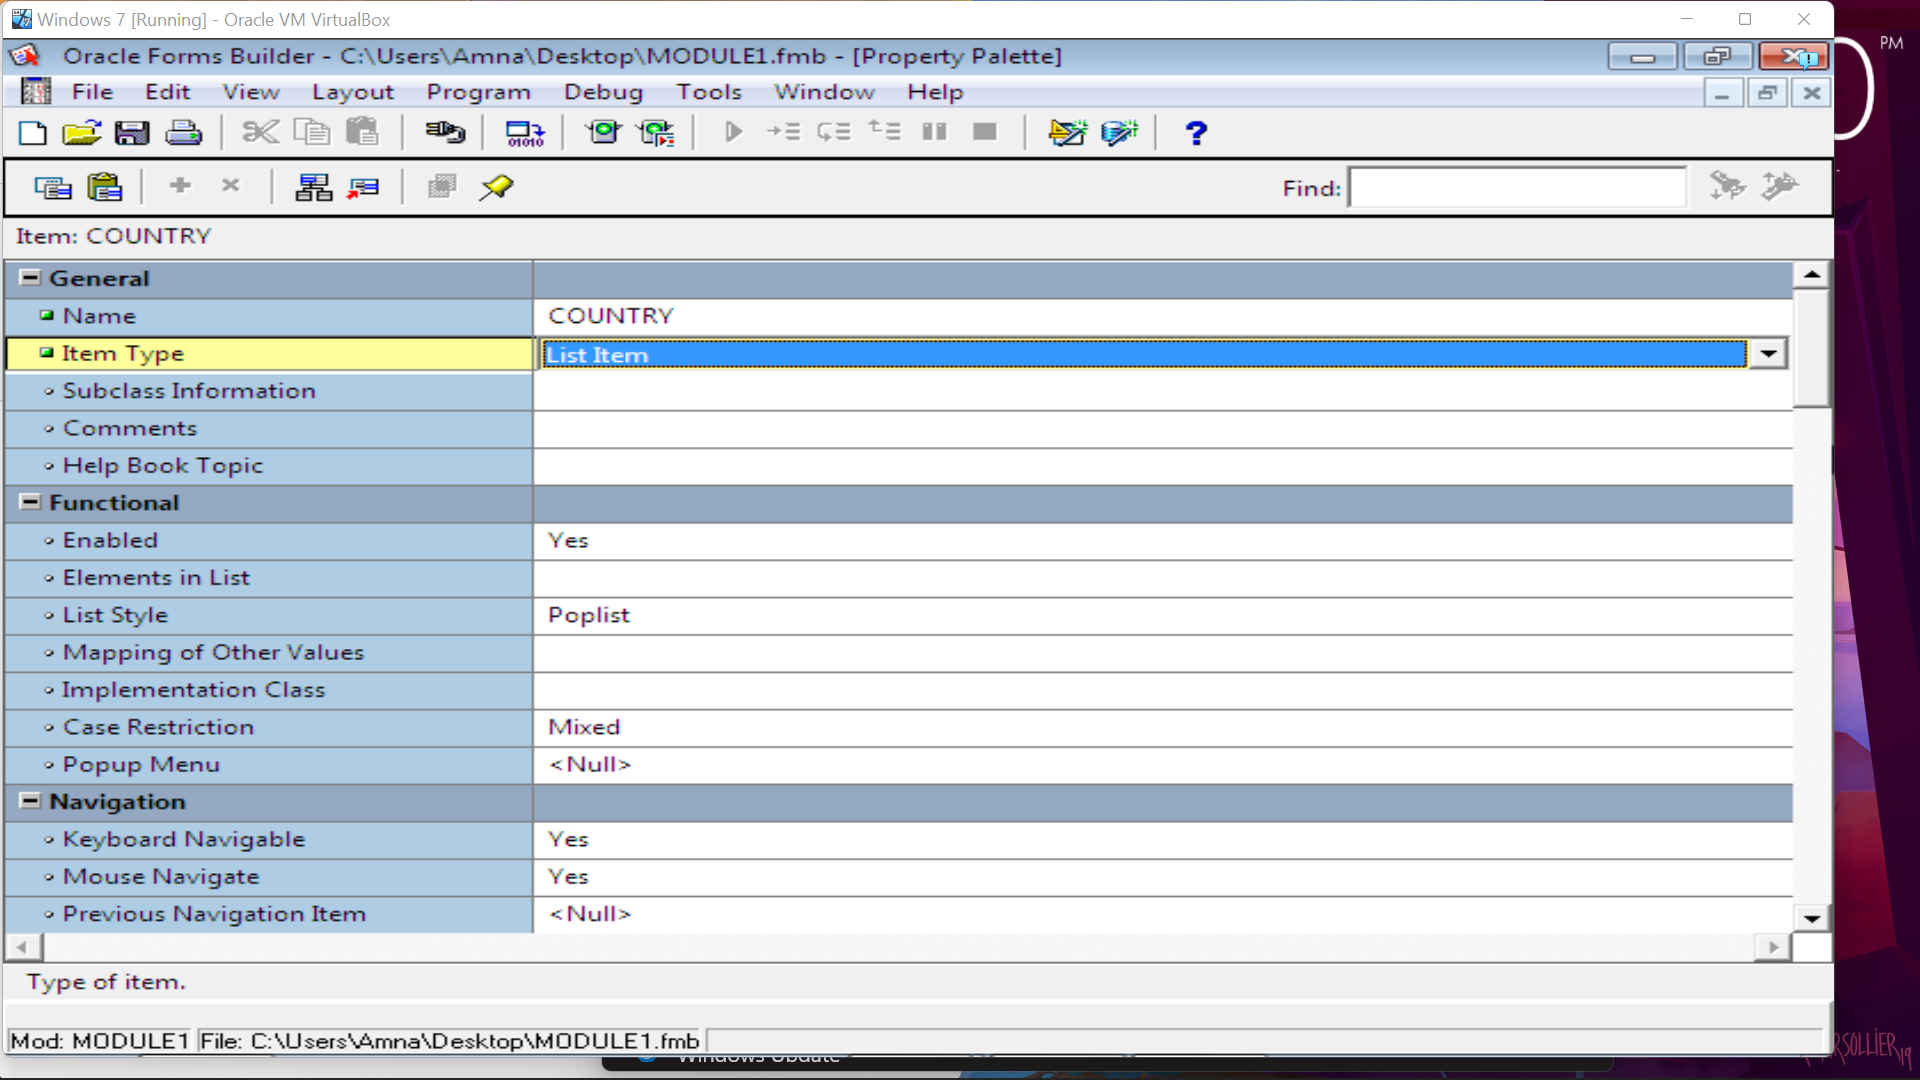 Windows 7 [Running] - Oracle VM VirtualBox
PM
Oracle Forms Builder - C:\Users\Amna\Desktop\MODULE1.fmb - [Property Palette]
File Edit View Layout Program Debug Tools Window Help
01010
Find:
Item: COUNTRY
General
Name COUNTRY
Item Type List Item
Subclass Information
Comments
Help Book Topic
Functional
Enabled Yes
Elements in List
List Style Poplist
Mapping of Other Values
Implementation Class
Case Restriction Mixed
Popup Menu <Null>
Navigation
Keyboard Navigable Yes
Mouse Navigate Yes
Previous Navigation Item <Null>
Type of item.
Mod: MODULE1 File: C:\Users\Amna\Desktop\MODULE1.fmb
Windows Update